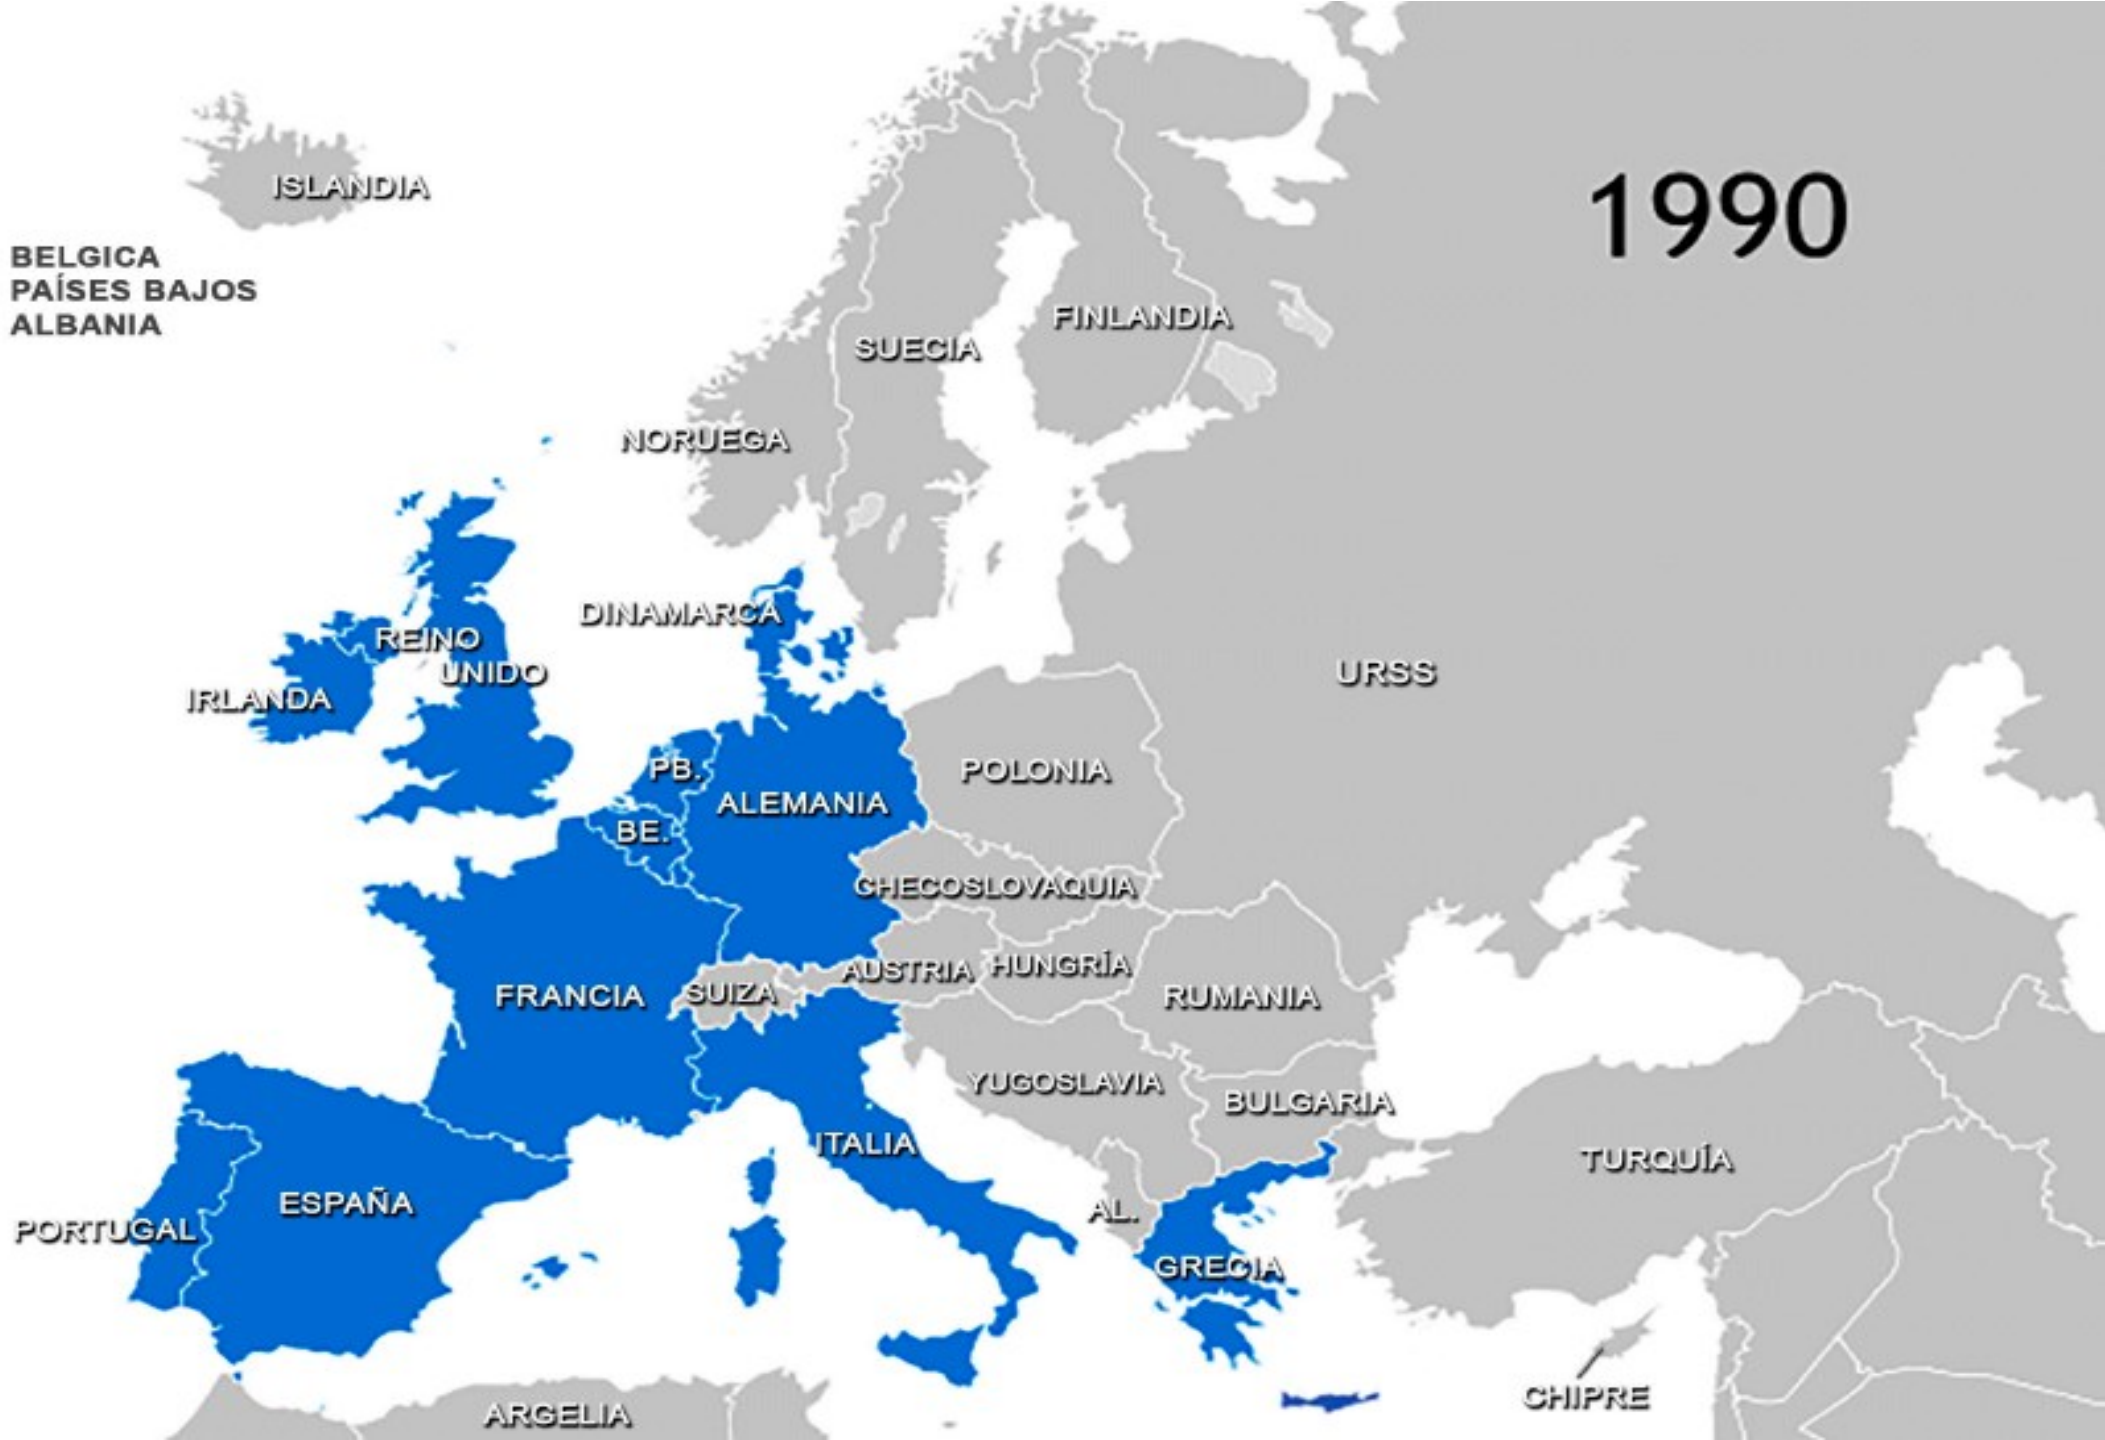 ISLANDIA
1990
BELGICA
PAÍSES BAJOS
ALBANIA
FINLANDIA
SUECIA
NORUEGA
DINAMARCA
REINO
UNIDO
IRLANDA
URSS
PB.
POLONIA
ALEMANIA
BE.
CHECOSLOVAQUIA
AUSTRIA
HUNGRÍA
FRANCIA
SUIZA
RUMANIA
YUGOSLAVIA
BULGARIA
ITALIA
TURQUÍA
ESPAÑA
PORTUGAL
AL.
GRECIA
CHIPRE
ARGELIA